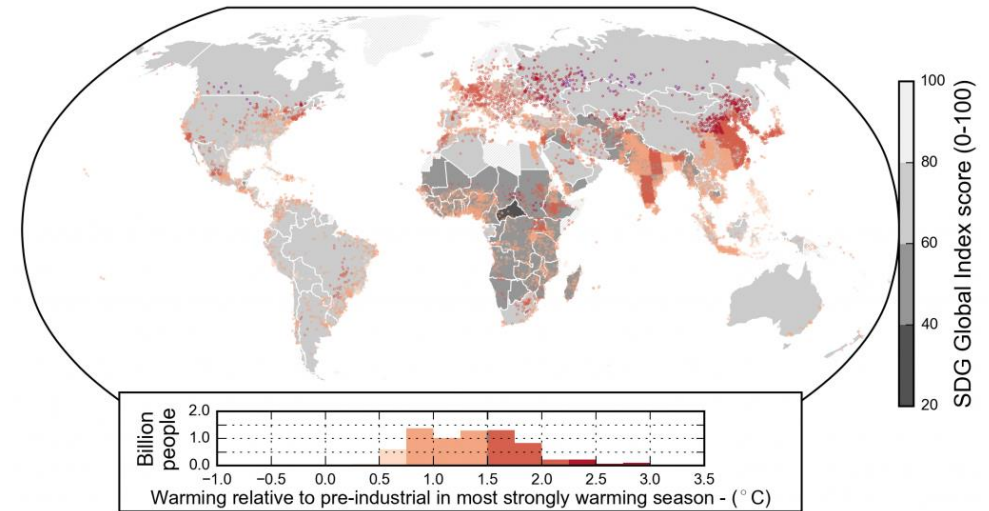 100
80
60
40
20
SDG Global Index score (0-100)
Billion
people
2.0
1.0
0.0
−1.0 −0.5 0.0 0.5 1.0 1.5 2.0 2.5 3.0 3.5
Warming relative to pre-industrial in most strongly warming season - (°C)